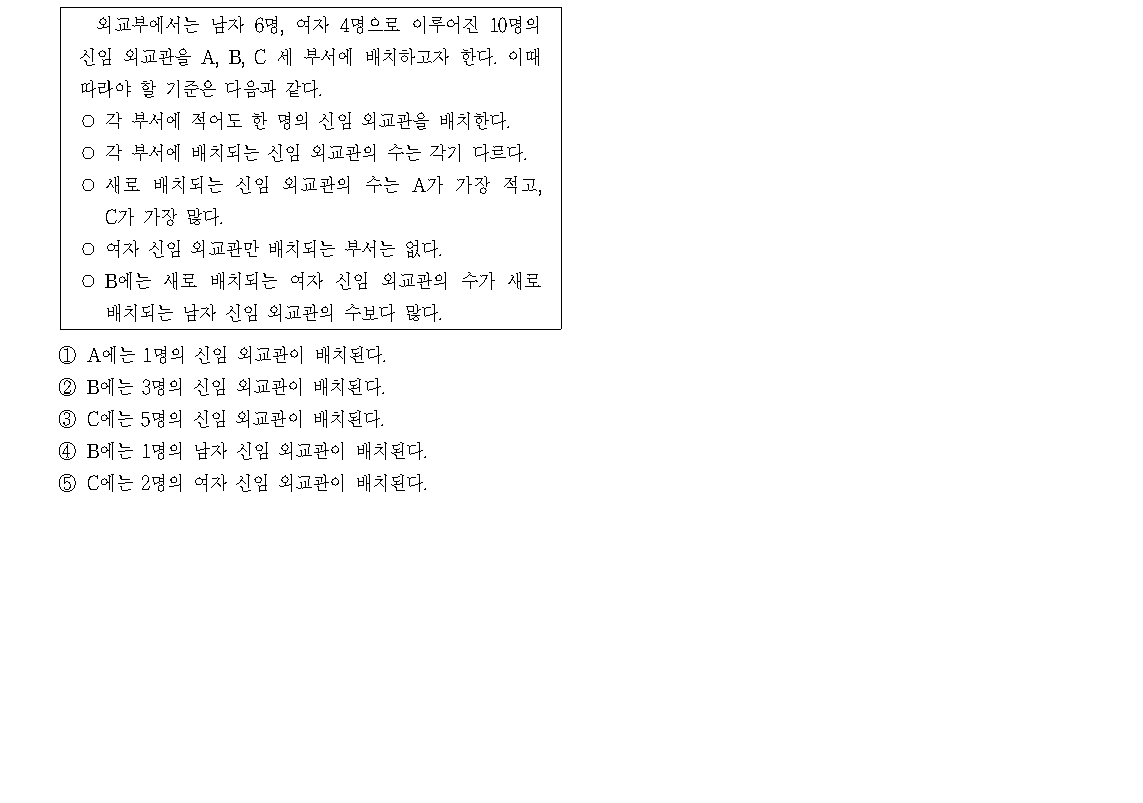 외교부에서는 남자 6명, 여자 4명으로 이루어진 10명의
신임 외교관을 A, B, C 세 부서에 배치하고자 한다. 이때
따라야 할 기준은 다음과 같다.
○ 각 부서에 적어도 한 명의 신임 외교관을 배치한다.
○ 각 부서에 배치되는 신임 외교관의 수는 각기 다르다.
○ 새로 배치되는 신임 외교관의 수는 A가 가장 적고,
C가 가장 많다.
○ 여자 신임 외교관만 배치되는 부서는 없다.
○ B에는 새로 배치되는 여자 신임 외교관의 수가 새로
배치되는 남자 신임 외교관의 수보다 많다.
① A에는 1명의 신임 외교관이 배치된다.
② B에는 3명의 신임 외교관이 배치된다.
③ C에는 5명의 신임 외교관이 배치된다.
④ B에는 1명의 남자 신임 외교관이 배치된다.
⑤ C에는 2명의 여자 신임 외교관이 배치된다.